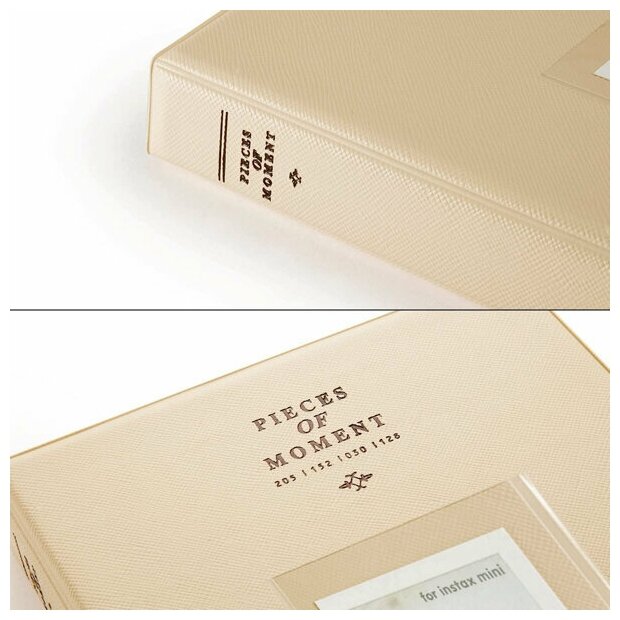 PIECES
OF
MOMENT
PIECES
OF
MOMENT
205 | 152 | 030 | 128
for instax mini